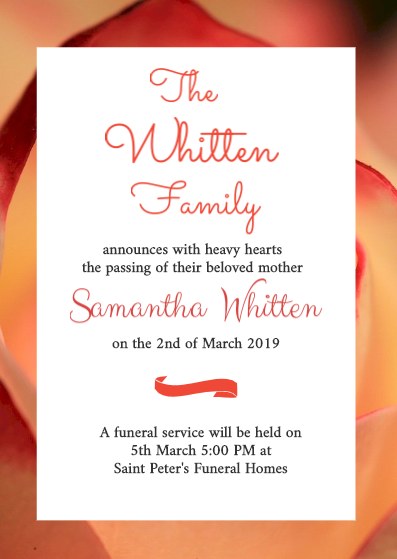 The
Whitten
Family
announces with heavy hearts
the passing of their beloved mother
Samantha Whitten
on the 2nd of March 2019
A funeral service will be held on
5th March 5:00 PM at
Saint Peter's Funeral Homes